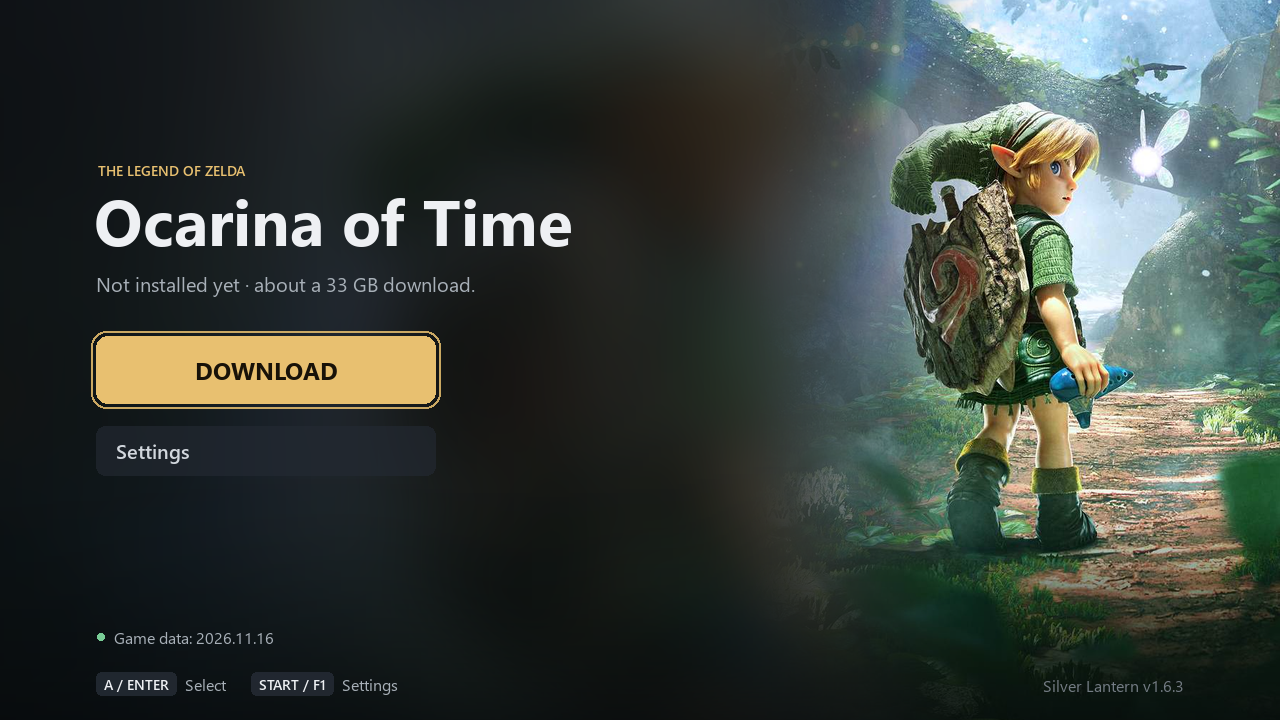 THE LEGEND OF ZELDA
Ocarina of Time
Not installed yet · about a 33 GB download.
DOWNLOAD
Settings
Game data: 2026.11.16
A / ENTER Select START / F1 Settings
Silver Lantern v1.6.3